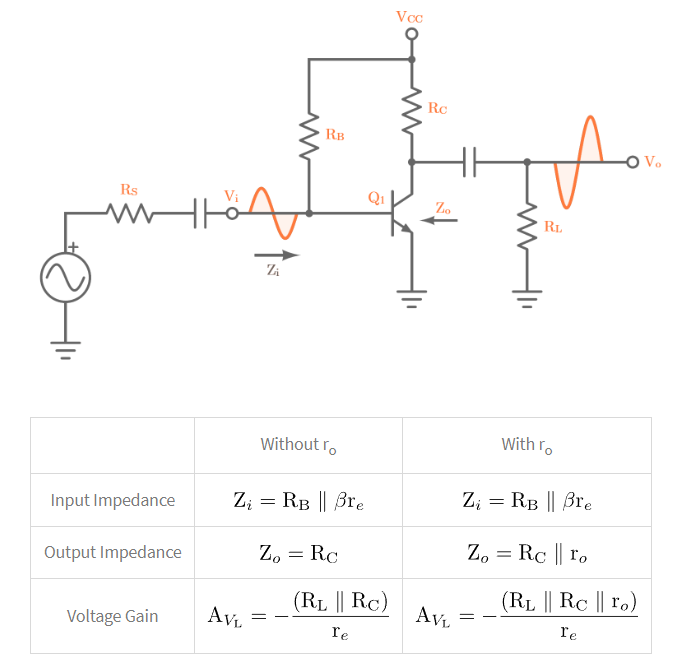 Vcc
Rc
RB
Rs
Vi
Q1
Zo
Vo
RL
+
Zi
Without ro
With ro
Input Impedance
Zi = RB ∥ βre
Zi = RB ∥ βre
Output Impedance
Zo = RC
Zo = RC ∥ ro
Voltage Gain
AVL = −(RL ∥ RC) / re
AVL = −(RL ∥ RC ∥ ro) / re